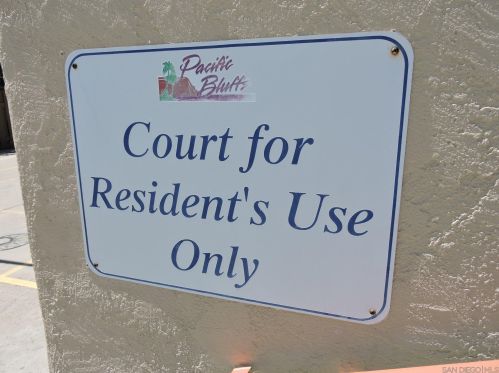 Pacific
Bluffs
Court for
Resident's Use
Only
SAN DIEGO MLS